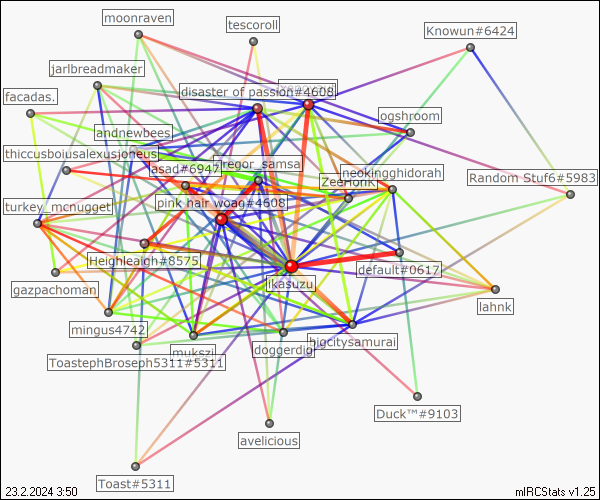 moonraven
tescoroll
Knowun#6424
jarlbreadmaker
disaster of passion#4608
facadas.
ogshroom
andnewbees
thiccusboiusalexusjoneus
asad#6947
gregor_samsa
neokingghidorah
ZeeHonK
Random Stuf6#5983
turkey_mcnugget
pink hair woag#4608
Heighleaigh#8575
default#0617
gazpachoman
ikasuzu
lahnk
mingus4742
mukszi
doggerdig
bigcitysamurai
ToastephBroseph5311#5311
Duck™#9103
avelicious
Toast#5311
23.2.2024 3:50
mIRCStats v1.25